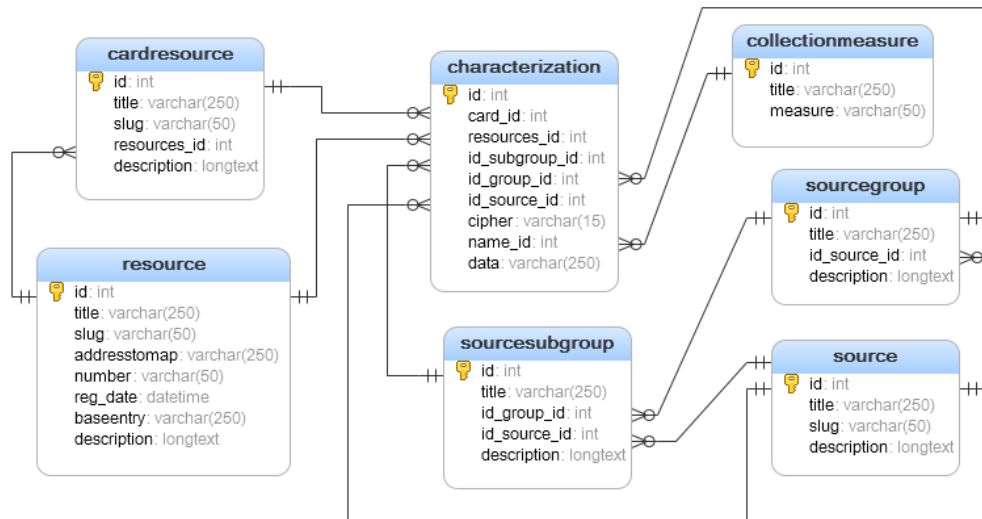 cardresource
id: int
title: varchar(250)
slug: varchar(50)
resources_id: int
description: longtext
resource
id: int
title: varchar(250)
slug: varchar(50)
addresstomap: varchar(250)
number: varchar(50)
reg_date: datetime
baseentry: varchar(250)
description: longtext
characterization
id: int
card_id: int
resources_id: int
id_subgroup_id: int
id_group_id: int
id_source_id: int
cipher: varchar(15)
name_id: int
data: varchar(250)
sourcesubgroup
id: int
title: varchar(250)
id_group_id: int
id_source_id: int
description: longtext
collectionmeasure
id: int
title: varchar(250)
measure: varchar(50)
sourcegroup
id: int
title: varchar(250)
id_source_id: int
description: longtext
source
id: int
title: varchar(250)
slug: varchar(50)
description: longtext